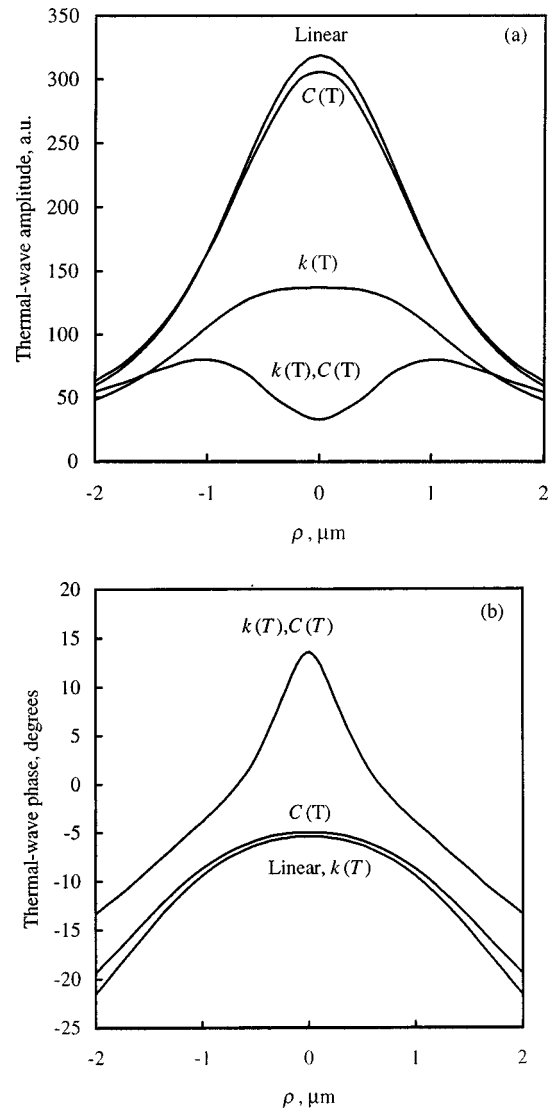 (a)
Linear
C(T)
k(T)
k(T),C(T)
Thermal-wave amplitude, a.u.
350
300
250
200
150
100
50
0
-2
-1
0
1
2
ρ , μm
(b)
k(T),C(T)
C(T)
Linear, k(T)
Thermal-wave phase, degrees
20
15
10
5
0
-5
-10
-15
-20
-25
-2
-1
0
1
2
ρ , μm